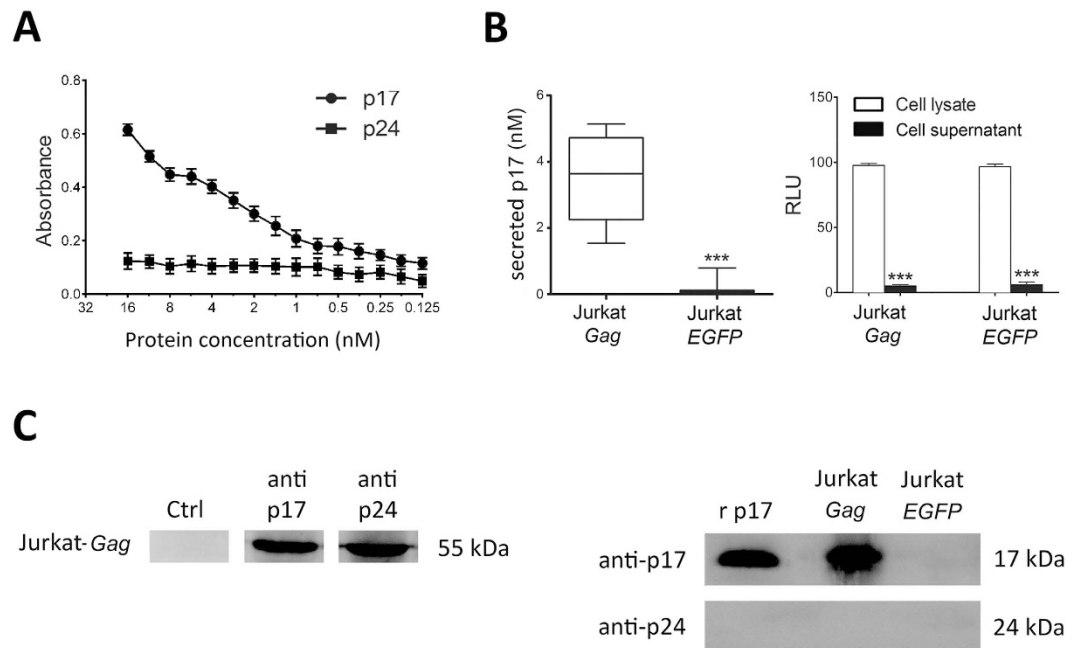 A
B
0.8
0.6
0.4
0.2
0.0
Absorbance
p17
p24
32 16 8 4 2 1 0.5 0.25 0.125
Protein concentration (nM)
6
4
2
0
secreted p17 (nM)
***
Jurkat Jurkat
Gag EGFP
150
100
50
0
RLU
Cell lysate
Cell supernatant
*** ***
Jurkat Jurkat
Gag EGFP
C
anti anti
Ctrl p17 p24
Jurkat-Gag 55 kDa
Jurkat Jurkat
r p17 Gag EGFP
anti-p17 17 kDa
anti-p24 24 kDa